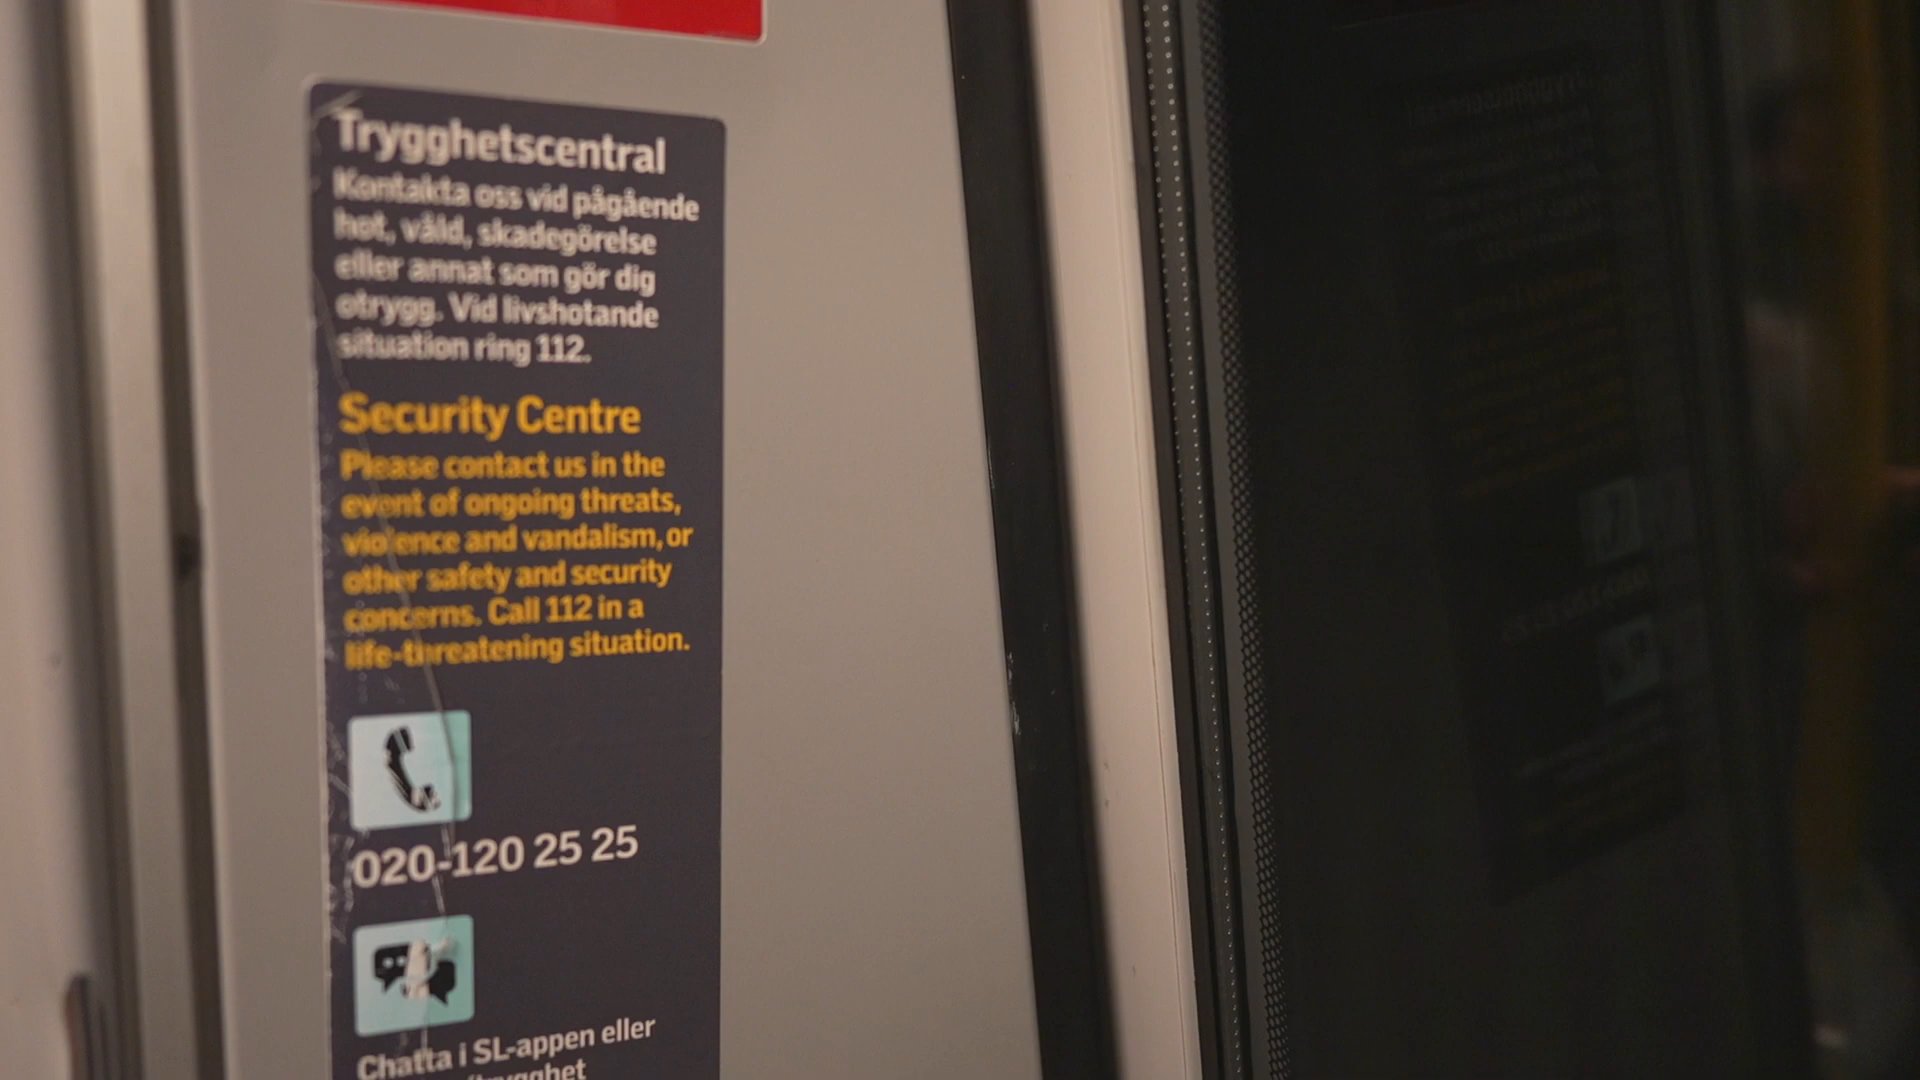 Trygghetscentral
Kontakta oss vid pågående
hot, våld, skadegörelse
eller annat som gör dig
otrygg. Vid livshotande
situation ring 112.
Security Centre
Please contact us in the
event of ongoing threats,
violence and vandalism, or
other safety and security
concerns. Call 112 in a
life-threatening situation.
020-120 25 25
Chatta i SL-appen eller